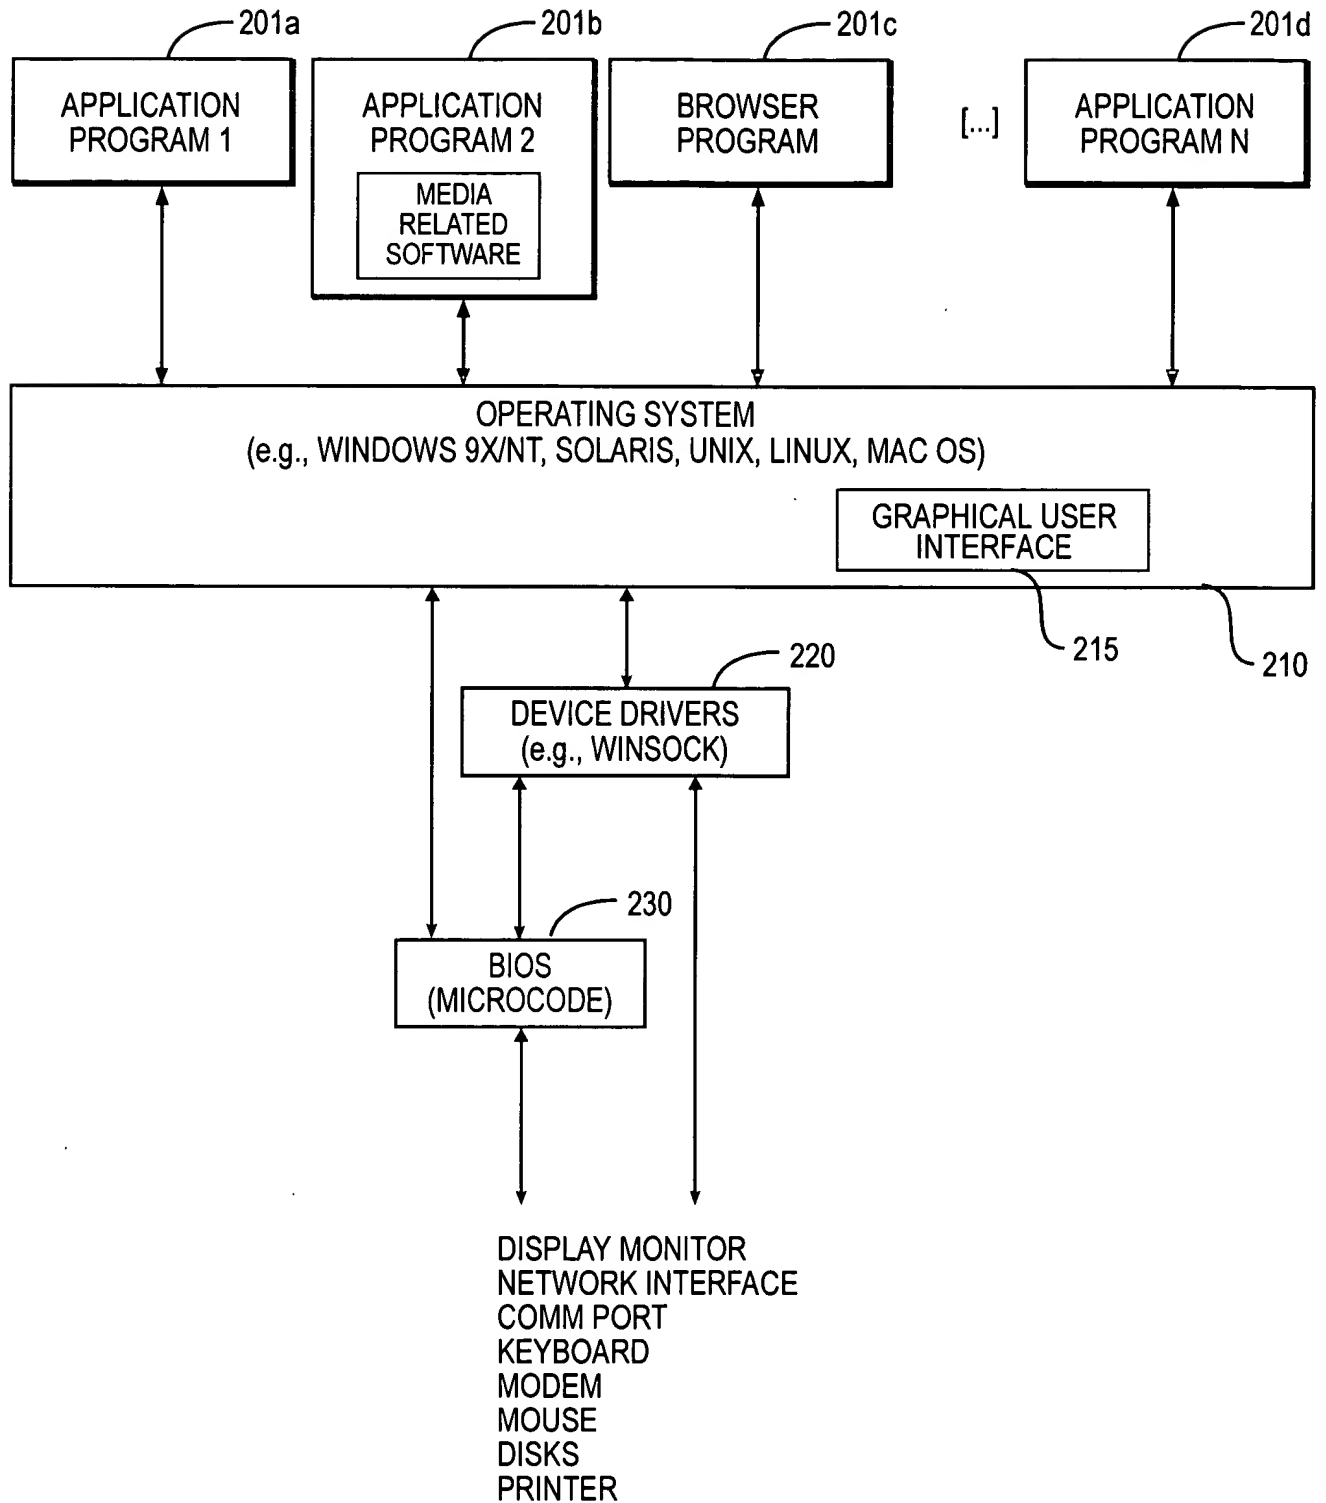 201a
201b
201c
201d
APPLICATION
PROGRAM 1
APPLICATION
PROGRAM 2
MEDIA
RELATED
SOFTWARE
BROWSER
PROGRAM
[...]
APPLICATION
PROGRAM N
OPERATING SYSTEM
(e.g., WINDOWS 9X/NT, SOLARIS, UNIX, LINUX, MAC OS)
GRAPHICAL USER
INTERFACE
215
210
220
DEVICE DRIVERS
(e.g., WINSOCK)
230
BIOS
(MICROCODE)
DISPLAY MONITOR
NETWORK INTERFACE
COMM PORT
KEYBOARD
MODEM
MOUSE
DISKS
PRINTER